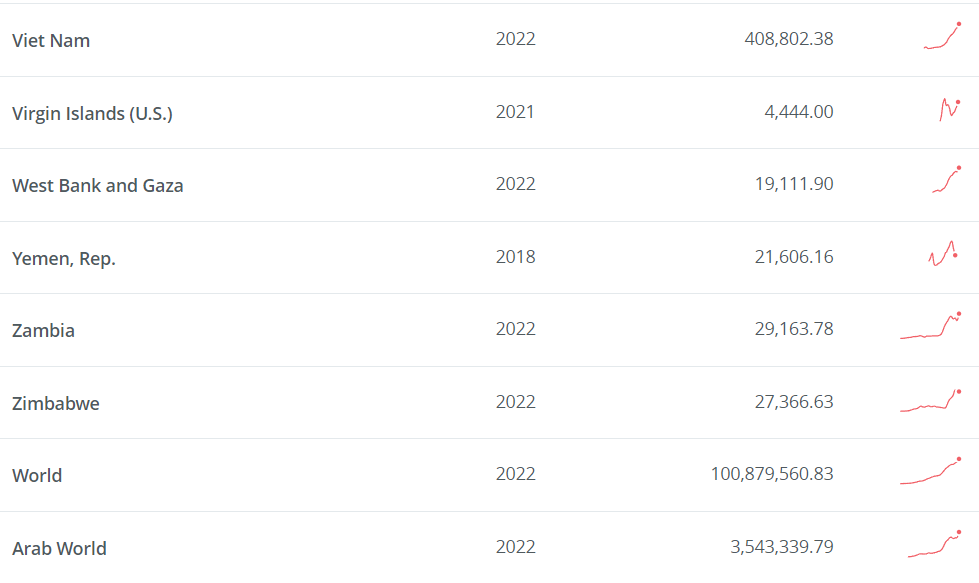 Viet Nam 2022 408,802.38
Virgin Islands (U.S.) 2021 4,444.00
West Bank and Gaza 2022 19,111.90
Yemen, Rep. 2018 21,606.16
Zambia 2022 29,163.78
Zimbabwe 2022 27,366.63
World 2022 100,879,560.83
Arab World 2022 3,543,339.79